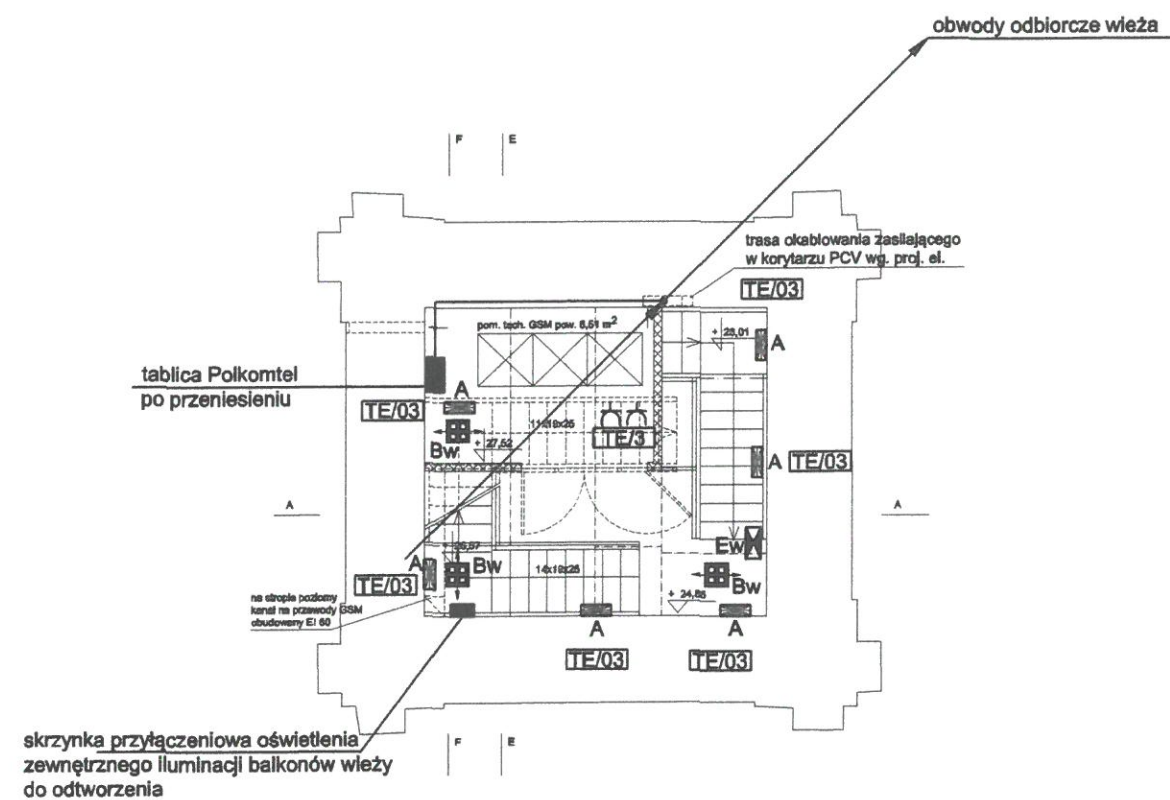 obwody odbiorcze wieża
F
E
trasa okablowania zasilającego
w korytarzu PCV wg. proj. el.
TE/03
pom. tech. GSM pow. 6,51 m²
+ 28,01
A
tablica Polkomtel
po przeniesieniu
A
TE/03
11x19x25
TE/3
Bw
+ 27,52
A
TE/03
A
A
Ew
A
TE/03
Bw
14x19x25
Bw
+ 24,85
na stropie poziomy
kanał na przewody GSM
obudowany EI 60
A
A
TE/03
TE/03
skrzynka przyłączeniowa oświetlenia
zewnętrznego iluminacji balkonów wieży
do odtworzenia
F
E